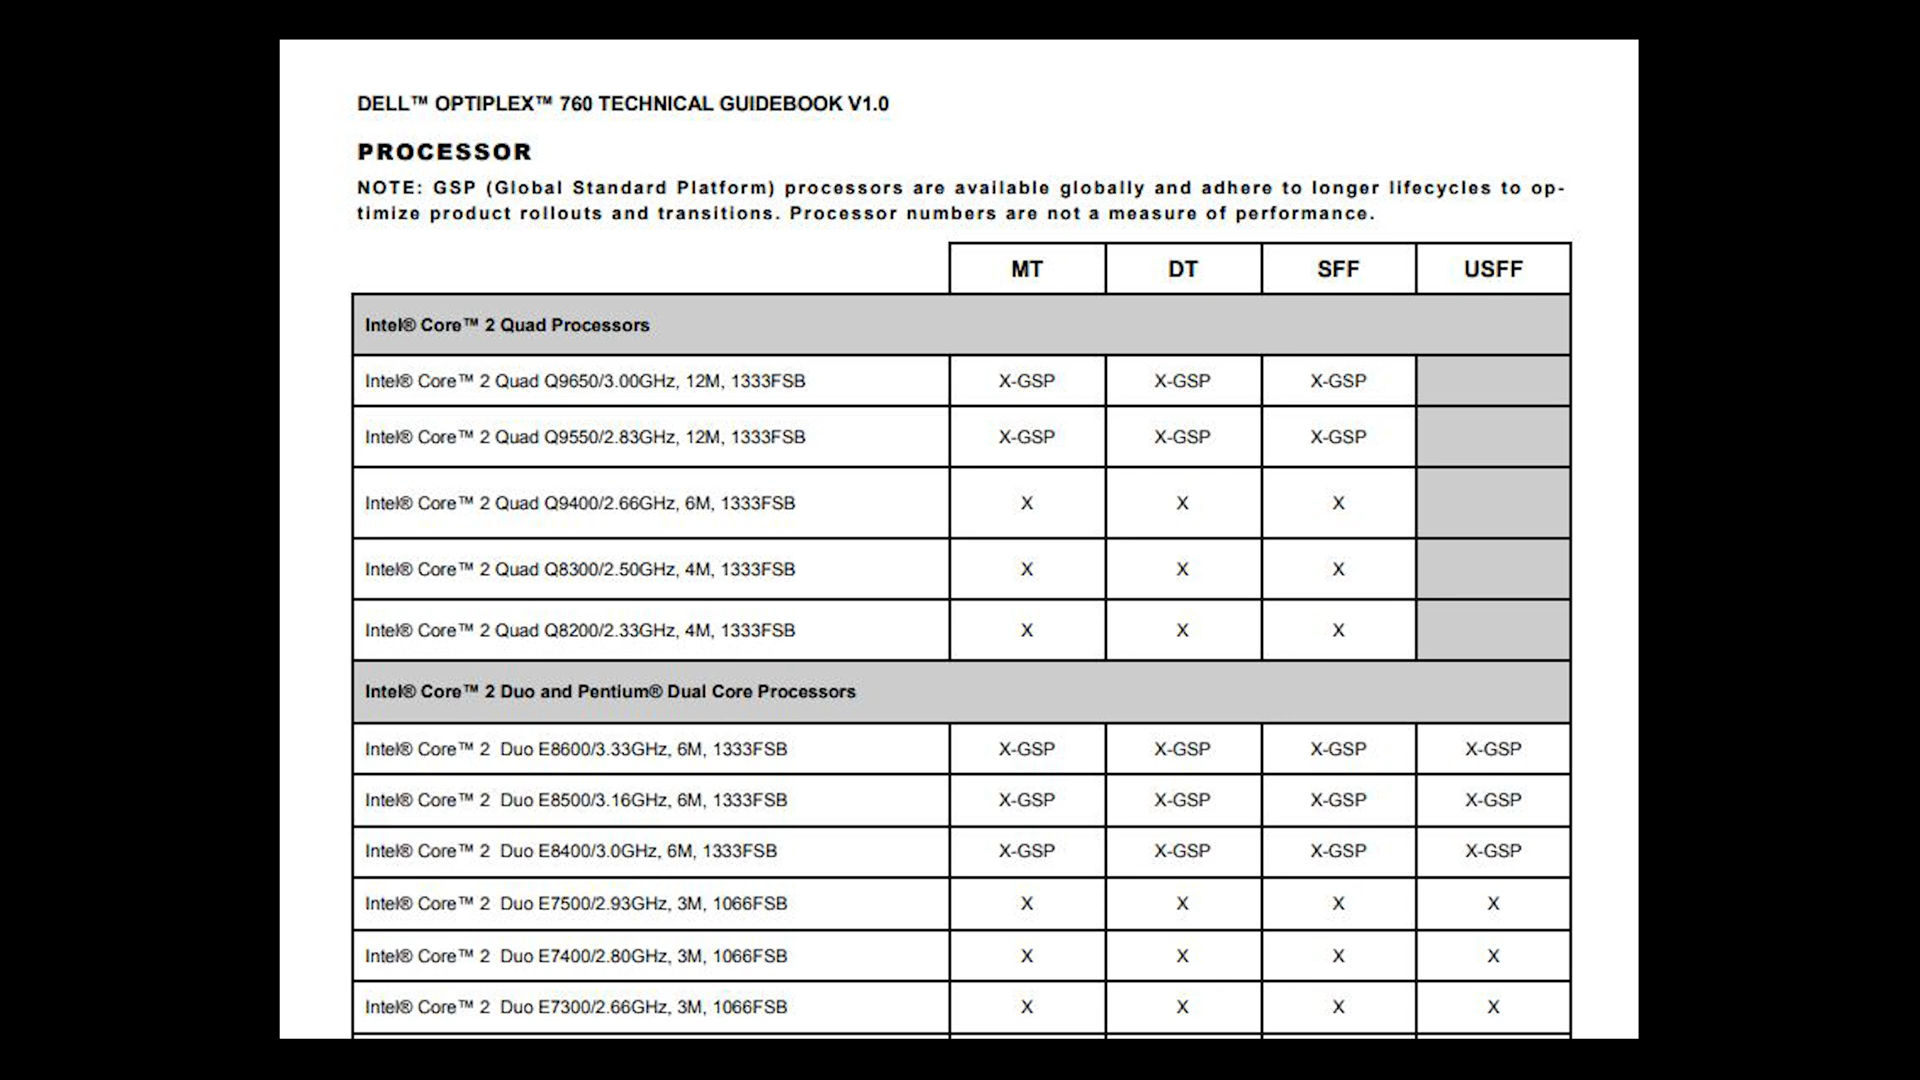 DELL™ OPTIPLEX™ 760 TECHNICAL GUIDEBOOK V1.0
PROCESSOR
NOTE: GSP (Global Standard Platform) processors are available globally and adhere to longer lifecycles to op-
timize product rollouts and transitions. Processor numbers are not a measure of performance.
MT DT SFF USFF
Intel® Core™ 2 Quad Processors
Intel® Core™ 2 Quad Q9650/3.00GHz, 12M, 1333FSB X-GSP X-GSP X-GSP
Intel® Core™ 2 Quad Q9550/2.83GHz, 12M, 1333FSB X-GSP X-GSP X-GSP
Intel® Core™ 2 Quad Q9400/2.66GHz, 6M, 1333FSB X X X
Intel® Core™ 2 Quad Q8300/2.50GHz, 4M, 1333FSB X X X
Intel® Core™ 2 Quad Q8200/2.33GHz, 4M, 1333FSB X X X
Intel® Core™ 2 Duo and Pentium® Dual Core Processors
Intel® Core™ 2 Duo E8600/3.33GHz, 6M, 1333FSB X-GSP X-GSP X-GSP X-GSP
Intel® Core™ 2 Duo E8500/3.16GHz, 6M, 1333FSB X-GSP X-GSP X-GSP X-GSP
Intel® Core™ 2 Duo E8400/3.0GHz, 6M, 1333FSB X-GSP X-GSP X-GSP X-GSP
Intel® Core™ 2 Duo E7500/2.93GHz, 3M, 1066FSB X X X X
Intel® Core™ 2 Duo E7400/2.80GHz, 3M, 1066FSB X X X X
Intel® Core™ 2 Duo E7300/2.66GHz, 3M, 1066FSB X X X X